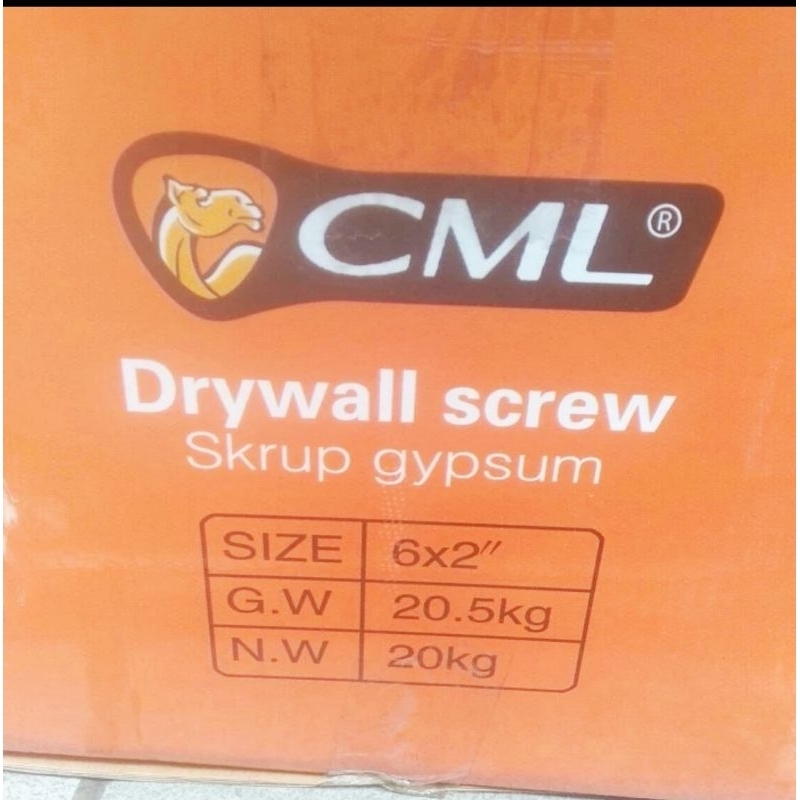 CML®
Drywall screw
Skrup gypsum
SIZE 6x2"
G.W 20.5kg
N.W 20kg